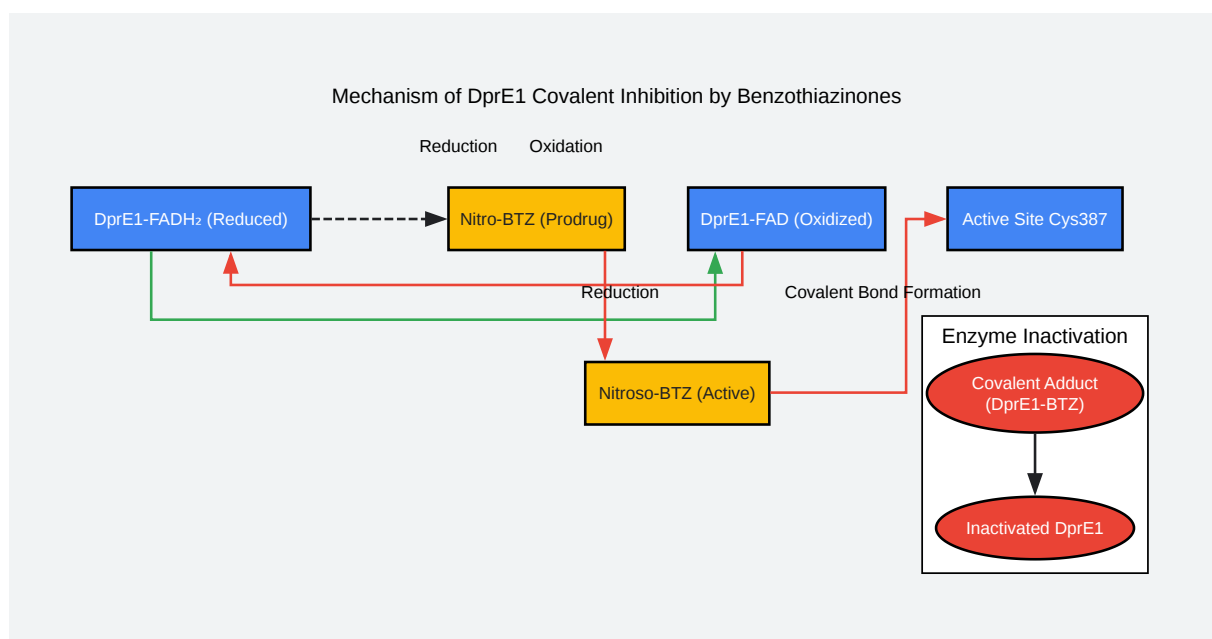 Mechanism of DprE1 Covalent Inhibition by Benzothiazinones
Reduction
Oxidation
DprE1-FADH₂ (Reduced)
Nitro-BTZ (Prodrug)
DprE1-FAD (Oxidized)
Active Site Cys387
Reduction
Covalent Bond Formation
Enzyme Inactivation
Nitroso-BTZ (Active)
Covalent Adduct
(DprE1-BTZ)
Inactivated DprE1